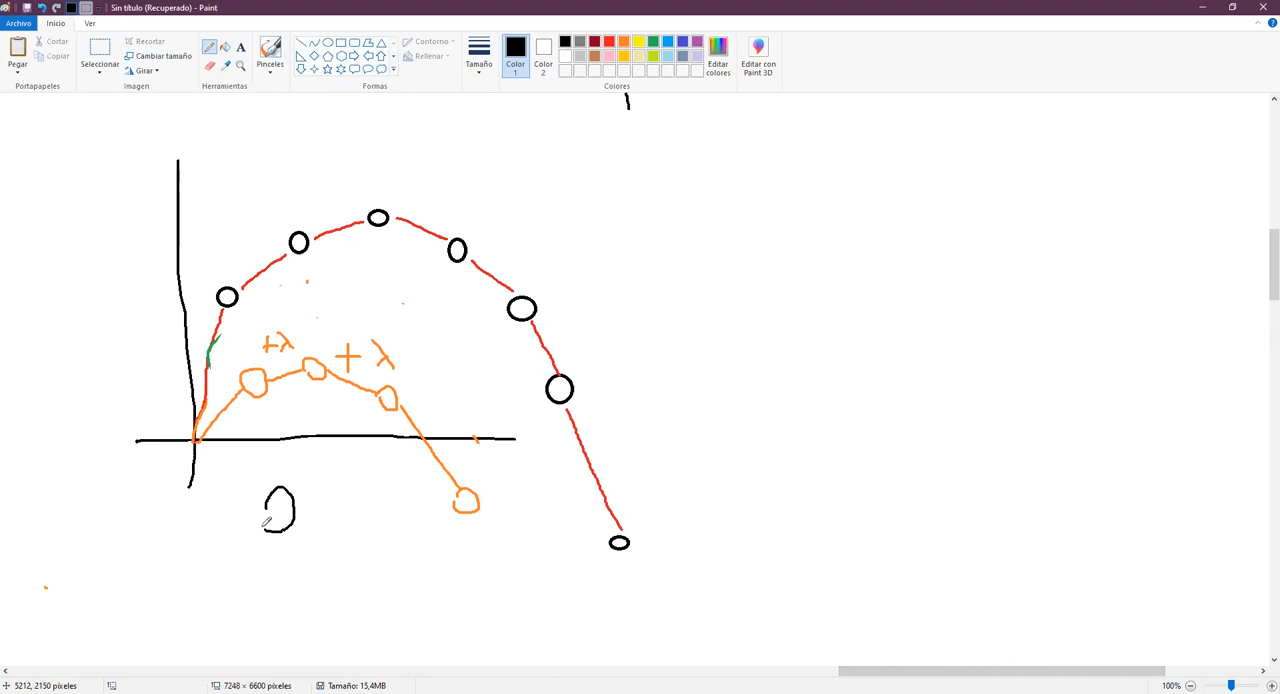 Sin título (Recuperado) - Paint
Archivo Inicio Ver
Pegar
Cortar
Copiar
Portapapeles
Seleccionar
Recortar
Cambiar tamaño
Girar
Imagen
A
Herramientas
Pinceles
Contorno
Rellenar
Formas
Tamaño
Color 1
Color 2
Editar colores
Editar con Paint 3D
Colores
+λ + λ
5212, 2150 píxeles
7248 × 6600 píxeles
Tamaño: 15,4MB
100%